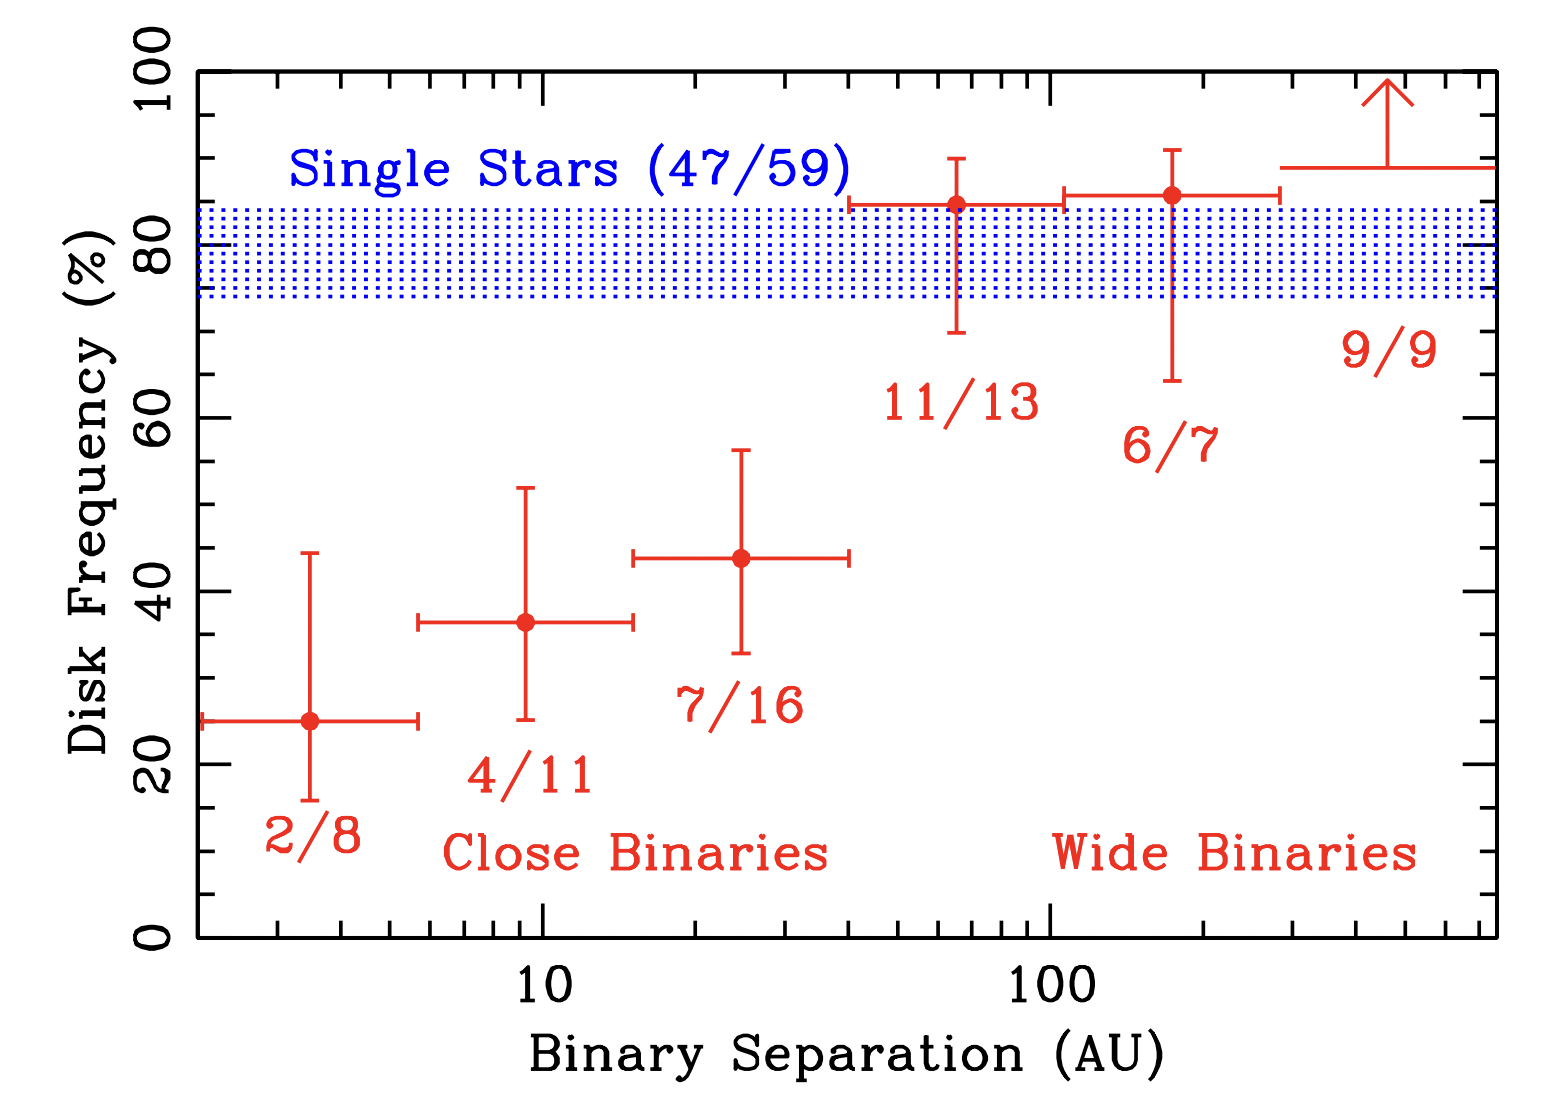 100
80
60
40
20
0
Disk Frequency (%)
Single Stars (47/59)
9/9
11/13
6/7
7/16
4/11
2/8
Close Binaries
Wide Binaries
10
100
Binary Separation (AU)